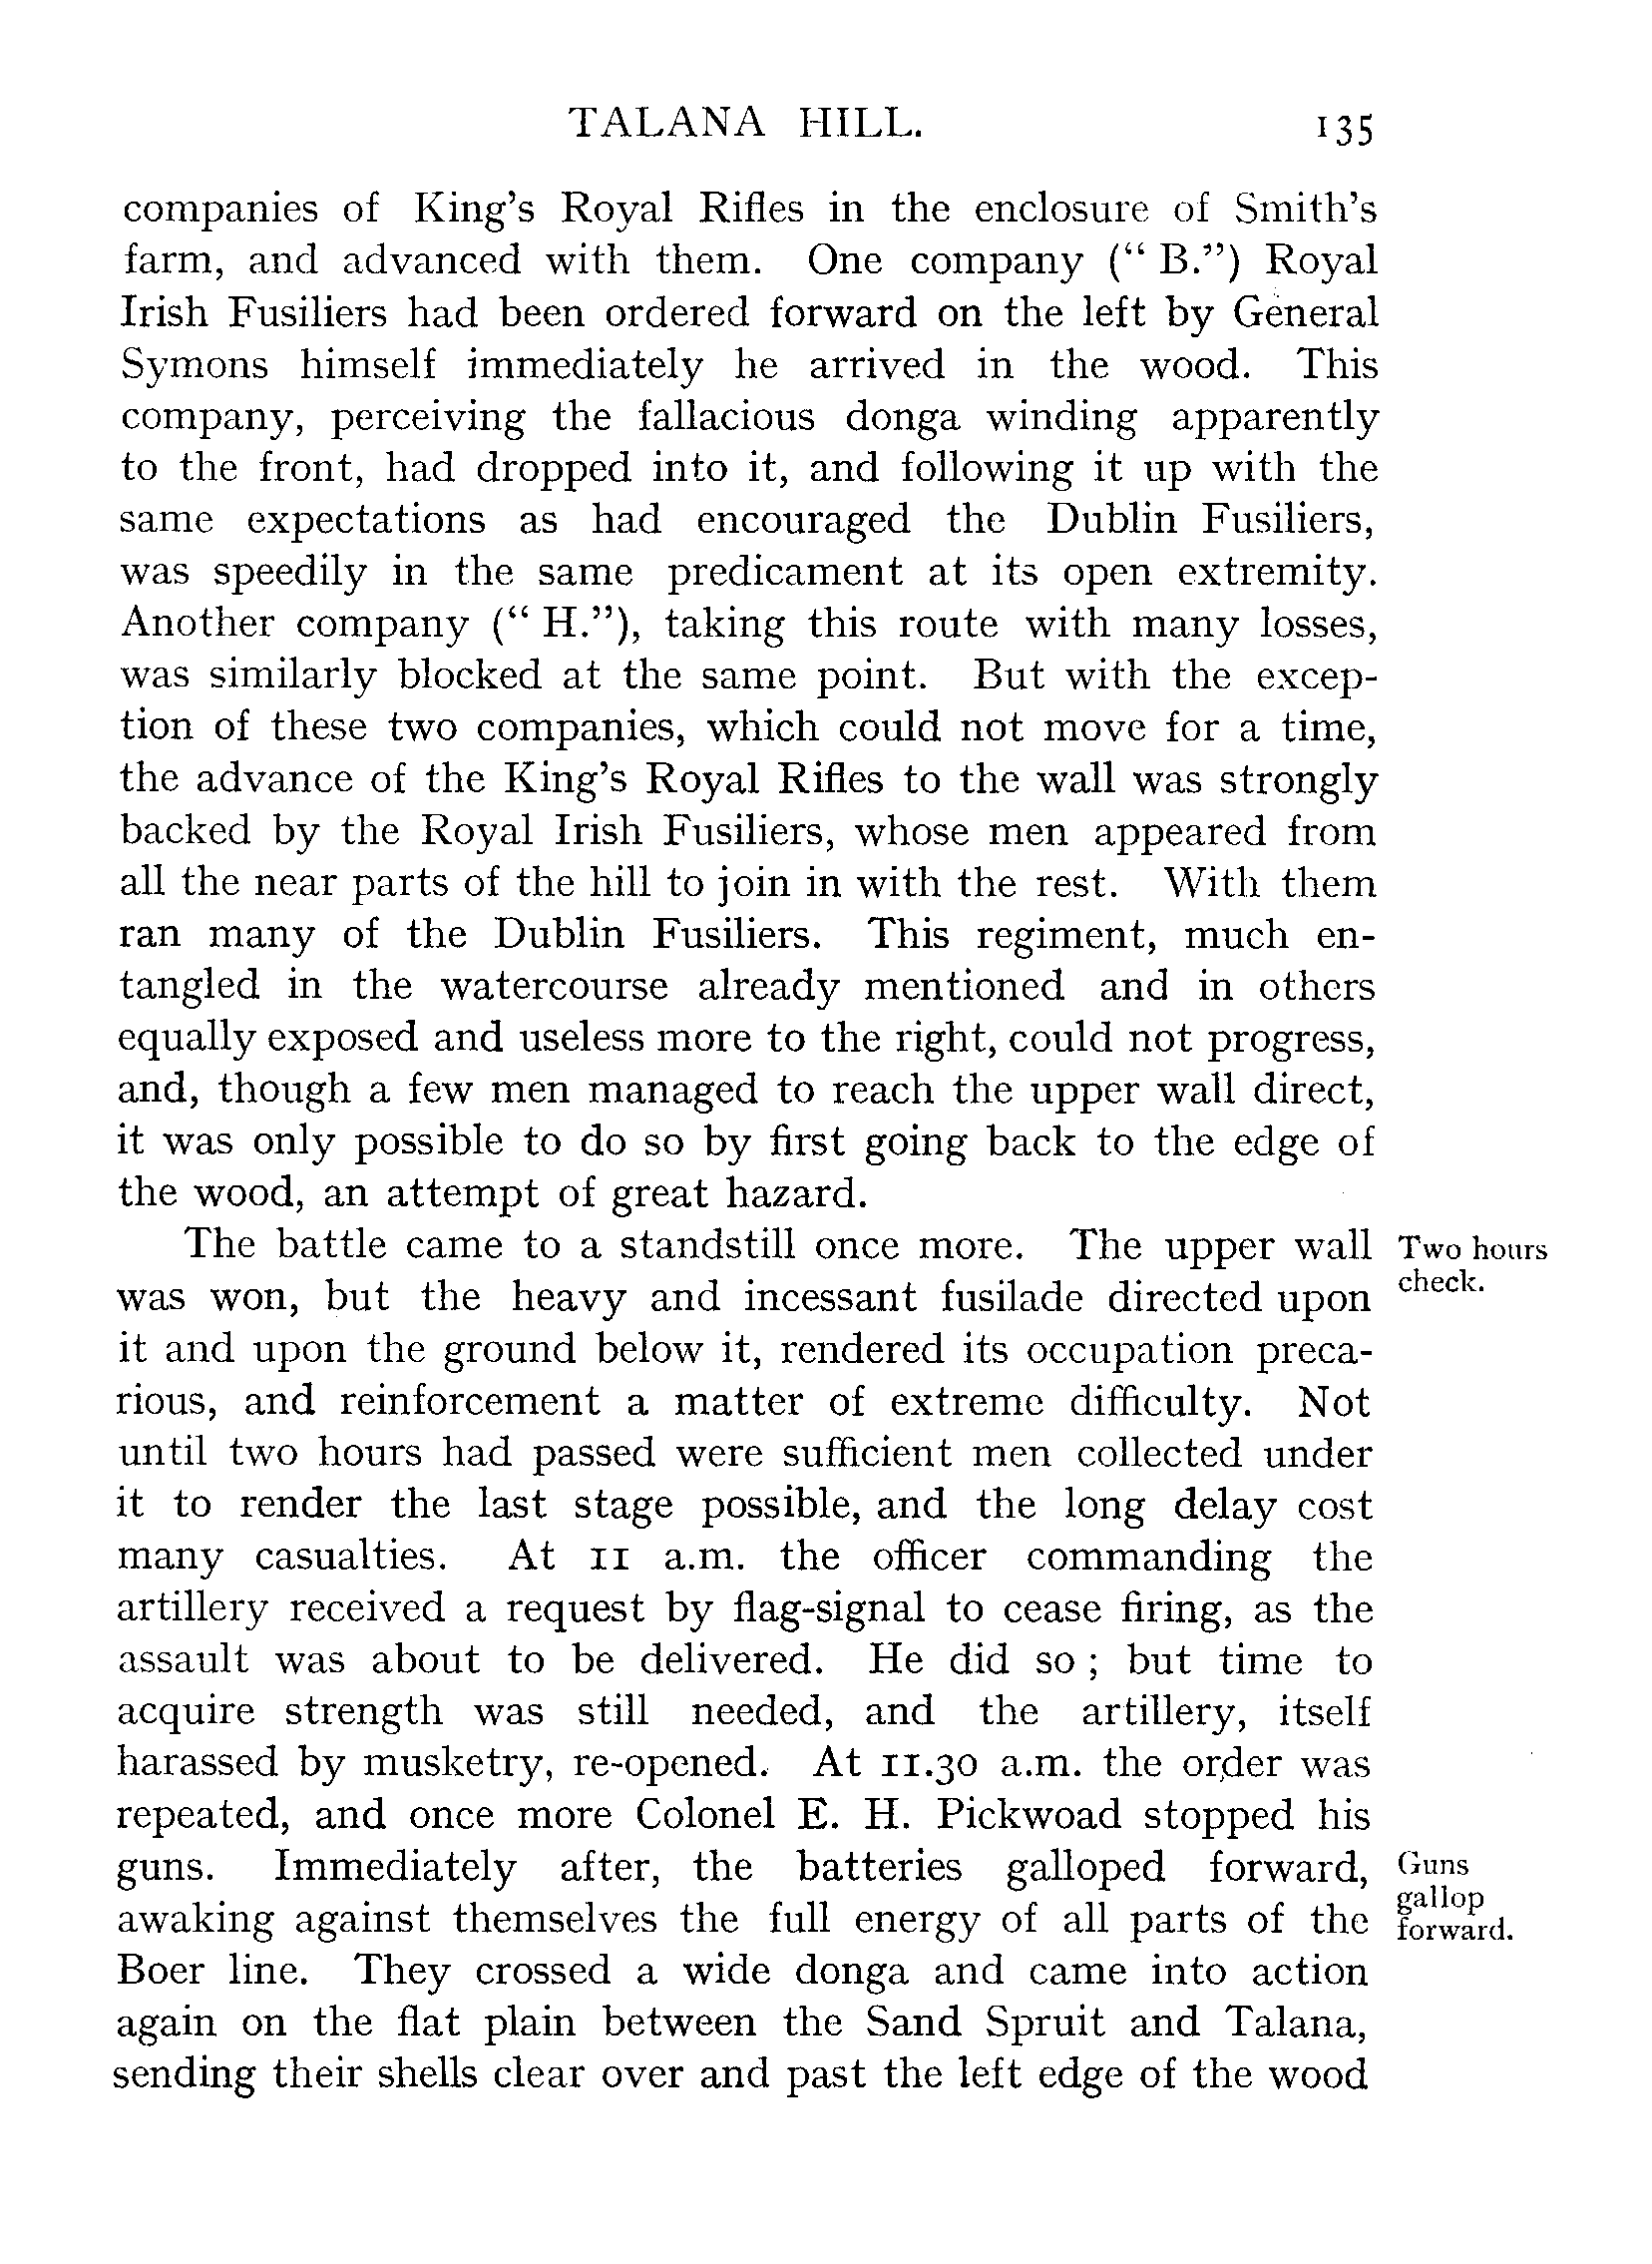 TALANA HILL. 135
companies of King's Royal Rifles in the enclosure of Smith's
farm, and advanced with them. One company (" B.") Royal
Irish Fusiliers had been ordered forward on the left by General
Symons himself immediately he arrived in the wood. This
company, perceiving the fallacious donga winding apparently
to the front, had dropped into it, and following it up with the
same expectations as had encouraged the Dublin Fusiliers,
was speedily in the same predicament at its open extremity.
Another company (" H."), taking this route with many losses,
was similarly blocked at the same point. But with the excep-
tion of these two companies, which could not move for a time,
the advance of the King's Royal Rifles to the wall was strongly
backed by the Royal Irish Fusiliers, whose men appeared from
all the near parts of the hill to join in with the rest. With them
ran many of the Dublin Fusiliers. This regiment, much en-
tangled in the watercourse already mentioned and in others
equally exposed and useless more to the right, could not progress,
and, though a few men managed to reach the upper wall direct,
it was only possible to do so by first going back to the edge of
the wood, an attempt of great hazard.
The battle came to a standstill once more. The upper wall
was won, but the heavy and incessant fusilade directed upon
it and upon the ground below it, rendered its occupation preca-
rious, and reinforcement a matter of extreme difficulty. Not
until two hours had passed were sufficient men collected under
it to render the last stage possible, and the long delay cost
many casualties. At 11 a.m. the officer commanding the
artillery received a request by flag-signal to cease firing, as the
assault was about to be delivered. He did so ; but time to
acquire strength was still needed, and the artillery, itself
harassed by musketry, re-opened. At 11.30 a.m. the order was
repeated, and once more Colonel E. H. Pickwoad stopped his
guns. Immediately after, the batteries galloped forward,
awaking against themselves the full energy of all parts of the
Boer line. They crossed a wide donga and came into action
again on the flat plain between the Sand Spruit and Talana,
sending their shells clear over and past the left edge of the wood
Two hours
check.
Guns
gallop
forward.